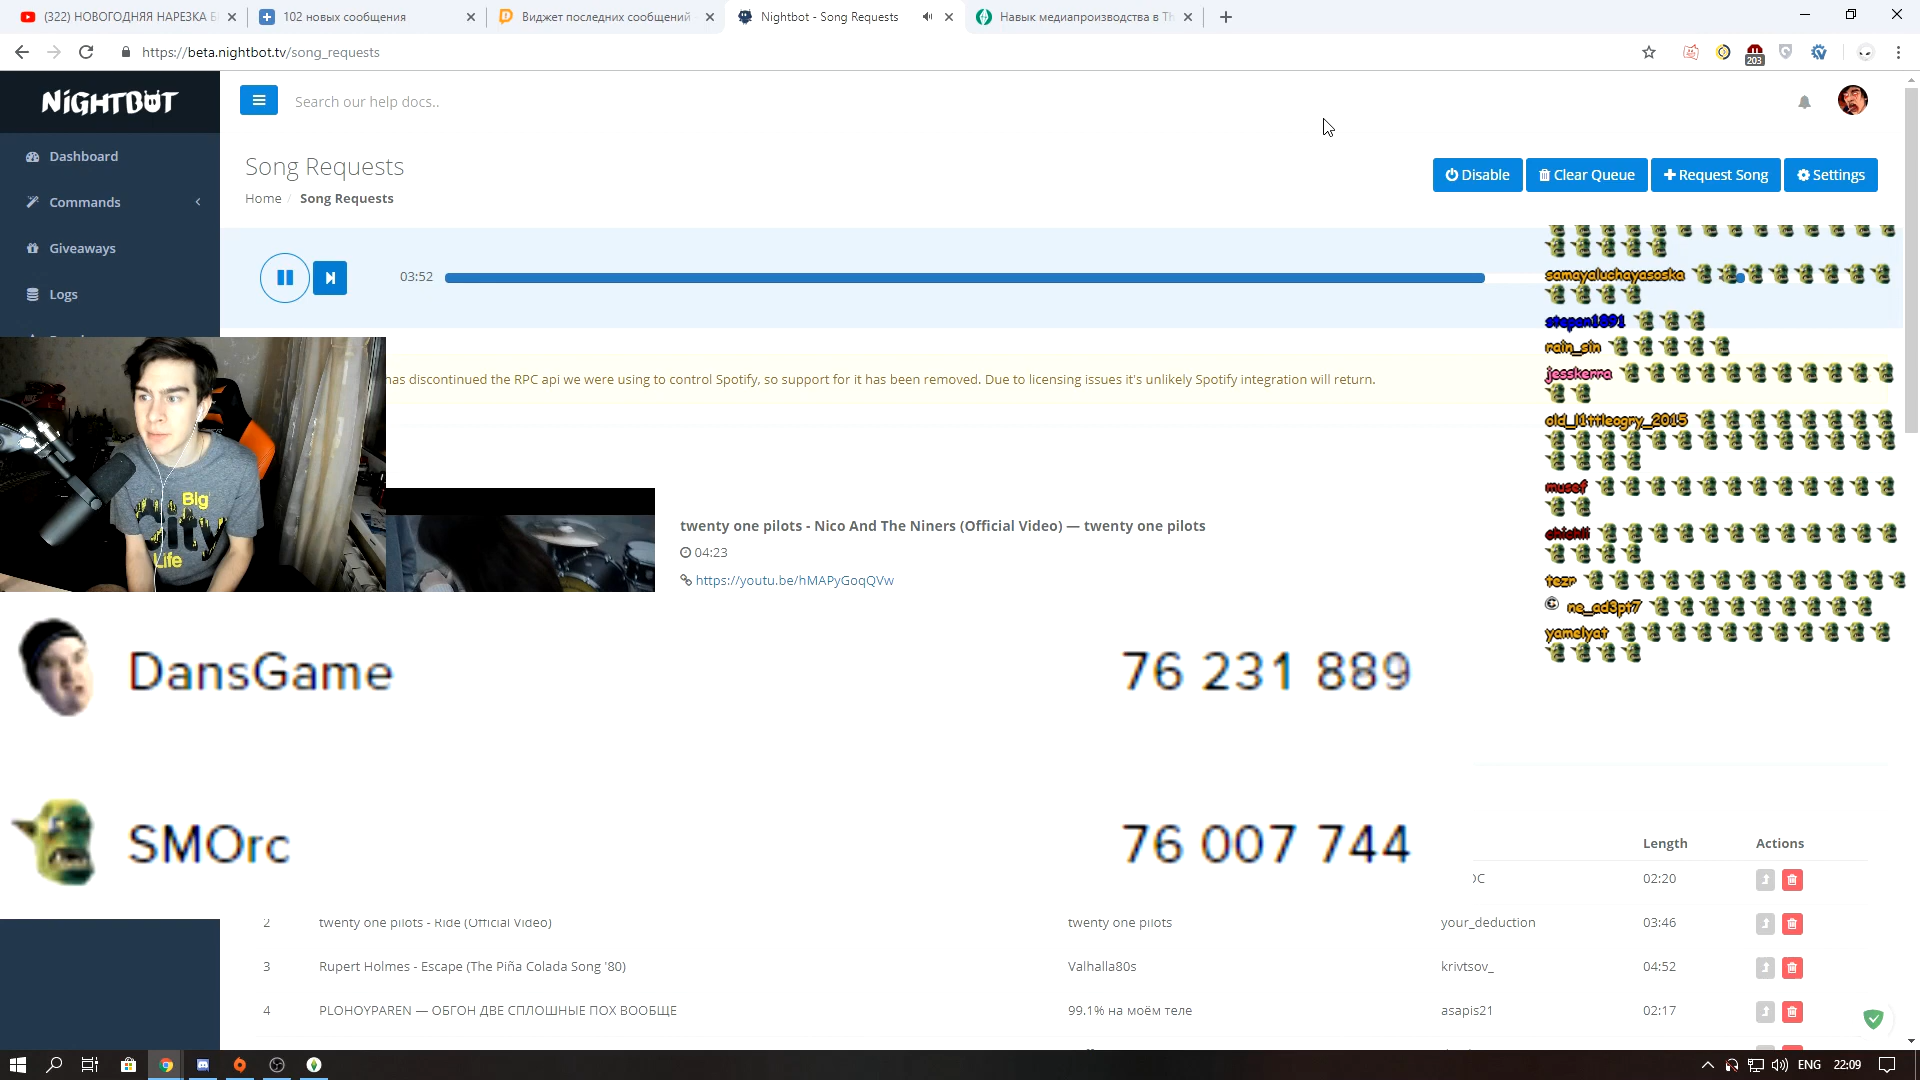 (322) НОВОГОДНЯЯ НАРЕЗКА Б
102 новых сообщения
Виджет последних сообщений
Nightbot - Song Requests
Навык медиапроизводства в Th
https://beta.nightbot.tv/song_requests
203
NIGHTBOT
Search our help docs..
Dashboard
Song Requests
Disable
Clear Queue
Request Song
Settings
Commands
Home / Song Requests
Giveaways
03:52
samayaluchayasoska
Logs
stepan1891
rain_sin
jesskerra
has discontinued the RPC api we were using to control Spotify, so support for it has been removed. Due to licensing issues it's unlikely Spotify integration will return.
old_l1ttleogry_2015
musef
Big
City
Life
twenty one pilots - Nico And The Niners (Official Video) — twenty one pilots
chichii
04:23
https://youtu.be/hMAPyGoqQVw
tezr
ne_ad3pt7
yamelyat
DansGame 76 231 889
SMOrc 76 007 744
Length Actions
02:20
2 twenty one pilots - Ride (Official Video) twenty one pilots your_deduction 03:46
3 Rupert Holmes - Escape (The Piña Colada Song '80) Valhalla80s krivtsov_ 04:52
4 PLOHOYPAREN — ОБГОН ДВЕ СПЛОШНЫЕ ПОХ ВООБЩЕ 99.1% на моём теле asapis21 02:17
ENG 22:09